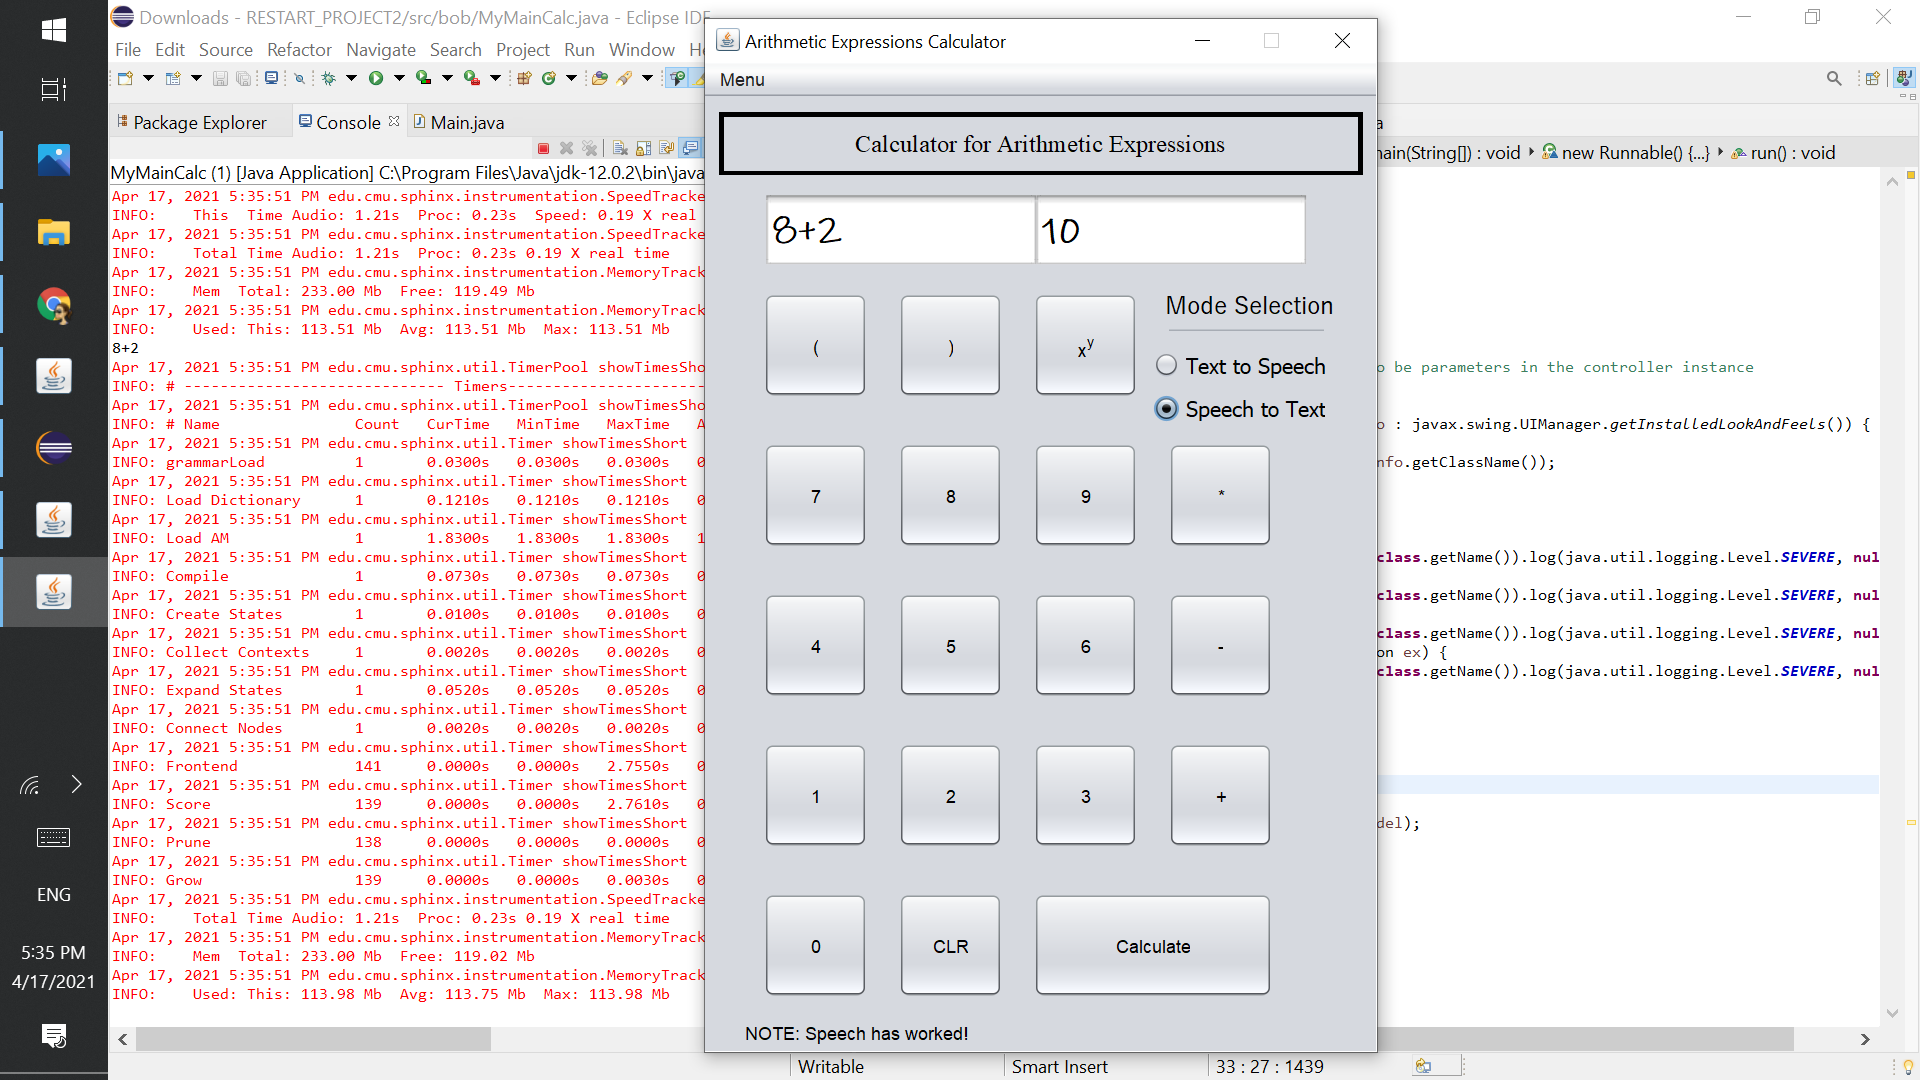 Downloads - RESTART_PROJECT2/src/bob/MyMainCalc.java - Eclipse IDE
File Edit Source Refactor Navigate Search Project Run Window
Package Explorer
Console
Main.java
MyMainCalc (1) [Java Application] C:\Program Files\Java\jdk-12.0.2\bin\java
Apr 17, 2021 5:35:51 PM edu.cmu.sphinx.instrumentation.SpeedTracke
INFO: This Time Audio: 1.21s Proc: 0.23s Speed: 0.19 X real
Apr 17, 2021 5:35:51 PM edu.cmu.sphinx.instrumentation.SpeedTracke
INFO: Total Time Audio: 1.21s Proc: 0.23s 0.19 X real time
Apr 17, 2021 5:35:51 PM edu.cmu.sphinx.instrumentation.MemoryTrack
INFO: Mem Total: 233.00 Mb Free: 119.49 Mb
Apr 17, 2021 5:35:51 PM edu.cmu.sphinx.instrumentation.MemoryTrack
INFO: Used: This: 113.51 Mb Avg: 113.51 Mb Max: 113.51 Mb
8+2
Apr 17, 2021 5:35:51 PM edu.cmu.sphinx.util.TimerPool showTimesSho
INFO: # ----------------------------- Timers----------------------
Apr 17, 2021 5:35:51 PM edu.cmu.sphinx.util.TimerPool showTimesSho
INFO: # Name Count CurTime MinTime MaxTime A
Apr 17, 2021 5:35:51 PM edu.cmu.sphinx.util.Timer showTimesShort
INFO: grammarLoad 1 0.0300s 0.0300s 0.0300s 0
Apr 17, 2021 5:35:51 PM edu.cmu.sphinx.util.Timer showTimesShort
INFO: Load Dictionary 1 0.1210s 0.1210s 0.1210s 0
Apr 17, 2021 5:35:51 PM edu.cmu.sphinx.util.Timer showTimesShort
INFO: Load AM 1 1.8300s 1.8300s 1.8300s 1
Apr 17, 2021 5:35:51 PM edu.cmu.sphinx.util.Timer showTimesShort
INFO: Compile 1 0.0730s 0.0730s 0.0730s 0
Apr 17, 2021 5:35:51 PM edu.cmu.sphinx.util.Timer showTimesShort
INFO: Create States 1 0.0100s 0.0100s 0.0100s 0
Apr 17, 2021 5:35:51 PM edu.cmu.sphinx.util.Timer showTimesShort
INFO: Collect Contexts 1 0.0020s 0.0020s 0.0020s 0
Apr 17, 2021 5:35:51 PM edu.cmu.sphinx.util.Timer showTimesShort
INFO: Expand States 1 0.0520s 0.0520s 0.0520s 0
Apr 17, 2021 5:35:51 PM edu.cmu.sphinx.util.Timer showTimesShort
INFO: Connect Nodes 1 0.0020s 0.0020s 0.0020s 0
Apr 17, 2021 5:35:51 PM edu.cmu.sphinx.util.Timer showTimesShort
INFO: Frontend 141 0.0000s 0.0000s 2.7550s 0
Apr 17, 2021 5:35:51 PM edu.cmu.sphinx.util.Timer showTimesShort
INFO: Score 139 0.0000s 0.0000s 2.7610s 0
Apr 17, 2021 5:35:51 PM edu.cmu.sphinx.util.Timer showTimesShort
INFO: Prune 138 0.0000s 0.0000s 0.0000s 0
Apr 17, 2021 5:35:51 PM edu.cmu.sphinx.util.Timer showTimesShort
INFO: Grow 139 0.0000s 0.0000s 0.0030s 0
Apr 17, 2021 5:35:51 PM edu.cmu.sphinx.instrumentation.SpeedTracke
INFO: Total Time Audio: 1.21s Proc: 0.23s 0.19 X real time
Apr 17, 2021 5:35:51 PM edu.cmu.sphinx.instrumentation.MemoryTrack
INFO: Mem Total: 233.00 Mb Free: 119.02 Mb
Apr 17, 2021 5:35:51 PM edu.cmu.sphinx.instrumentation.MemoryTrack
INFO: Used: This: 113.98 Mb Avg: 113.75 Mb Max: 113.98 Mb
Arithmetic Expressions Calculator
Menu
Calculator for Arithmetic Expressions
8+2 10
( ) xy
Mode Selection
Text to Speech
Speech to Text
7 8 9 *
4 5 6 -
1 2 3 +
0 CLR Calculate
NOTE: Speech has worked!
a
nain(String[]) : void new Runnable() {...} run() : void
o be parameters in the controller instance
o : javax.swing.UIManager.getInstalledLookAndFeels()) {
nfo.getClassName());
class.getName()).log(java.util.logging.Level.SEVERE, nul
class.getName()).log(java.util.logging.Level.SEVERE, nul
class.getName()).log(java.util.logging.Level.SEVERE, nul
on ex) {
class.getName()).log(java.util.logging.Level.SEVERE, nul
del);
Writable Smart Insert 33 : 27 : 1439
ENG
5:35 PM
4/17/2021